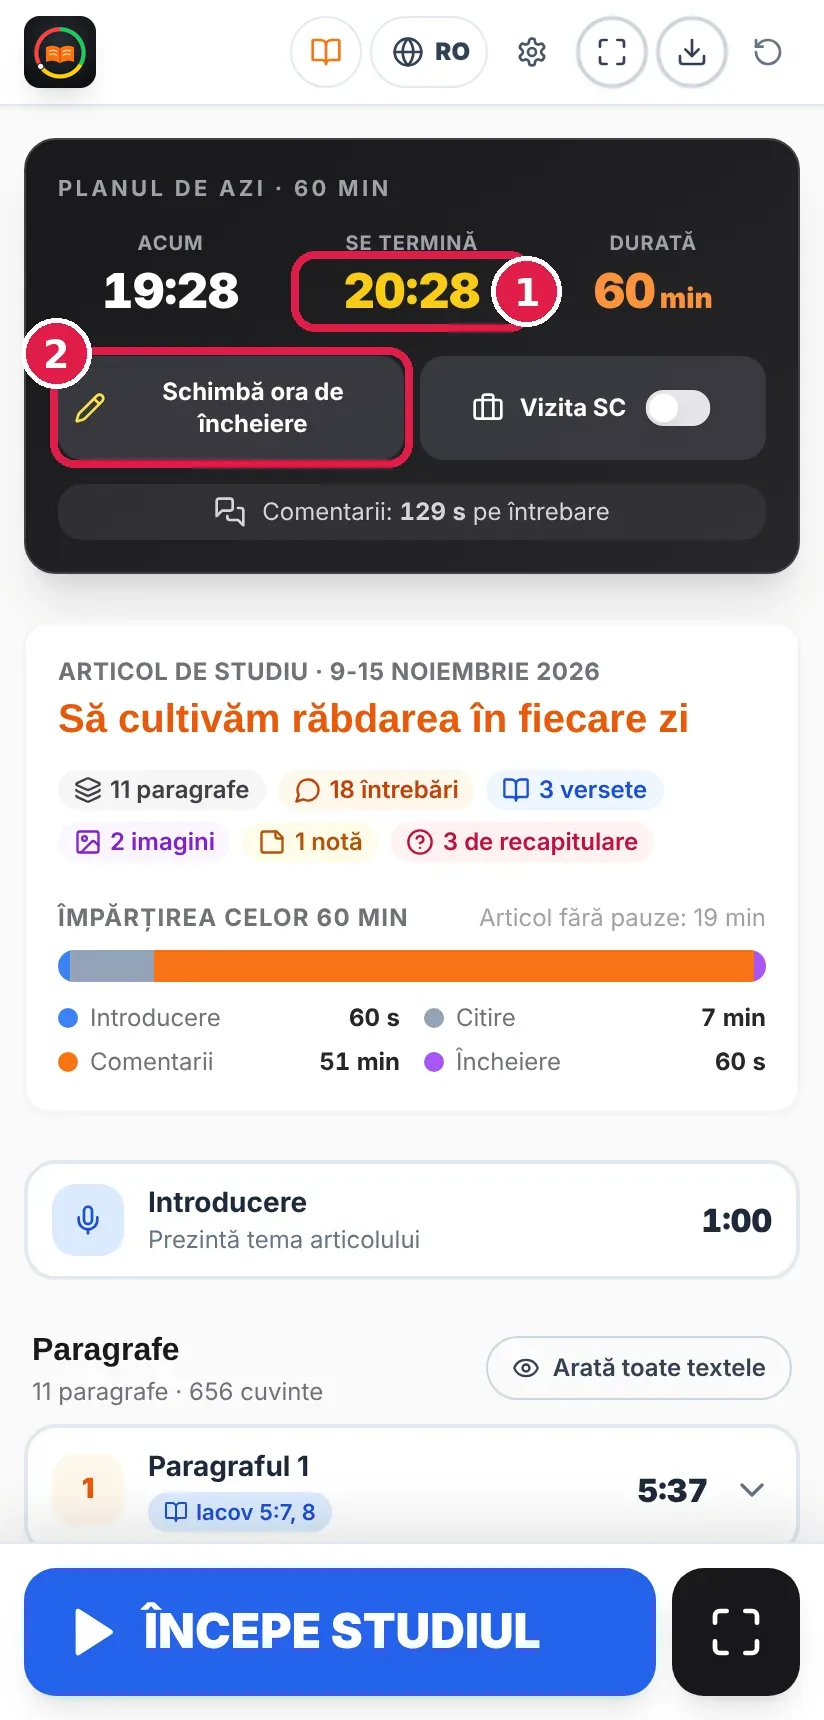 RO
PLANUL DE AZI · 60 MIN
ACUM
SE TERMINĂ
DURATĂ
19:28
20:28
1
60 min
2
Schimbă ora de
încheiere
Vizita SC
Comentarii: 129 s pe întrebare
ARTICOL DE STUDIU · 9-15 NOIEMBRIE 2026
Să cultivăm răbdarea în fiecare zi
11 paragrafe
18 întrebări
3 versete
2 imagini
1 notă
3 de recapitulare
ÎMPĂRȚIREA CELOR 60 MIN
Articol fără pauze: 19 min
Introducere 60 s
Citire 7 min
Comentarii 51 min
Încheiere 60 s
Introducere
Prezintă tema articolului
1:00
Paragrafe
11 paragrafe · 656 cuvinte
Arată toate textele
1
Paragraful 1
Iacov 5:7, 8
5:37
ÎNCEPE STUDIUL